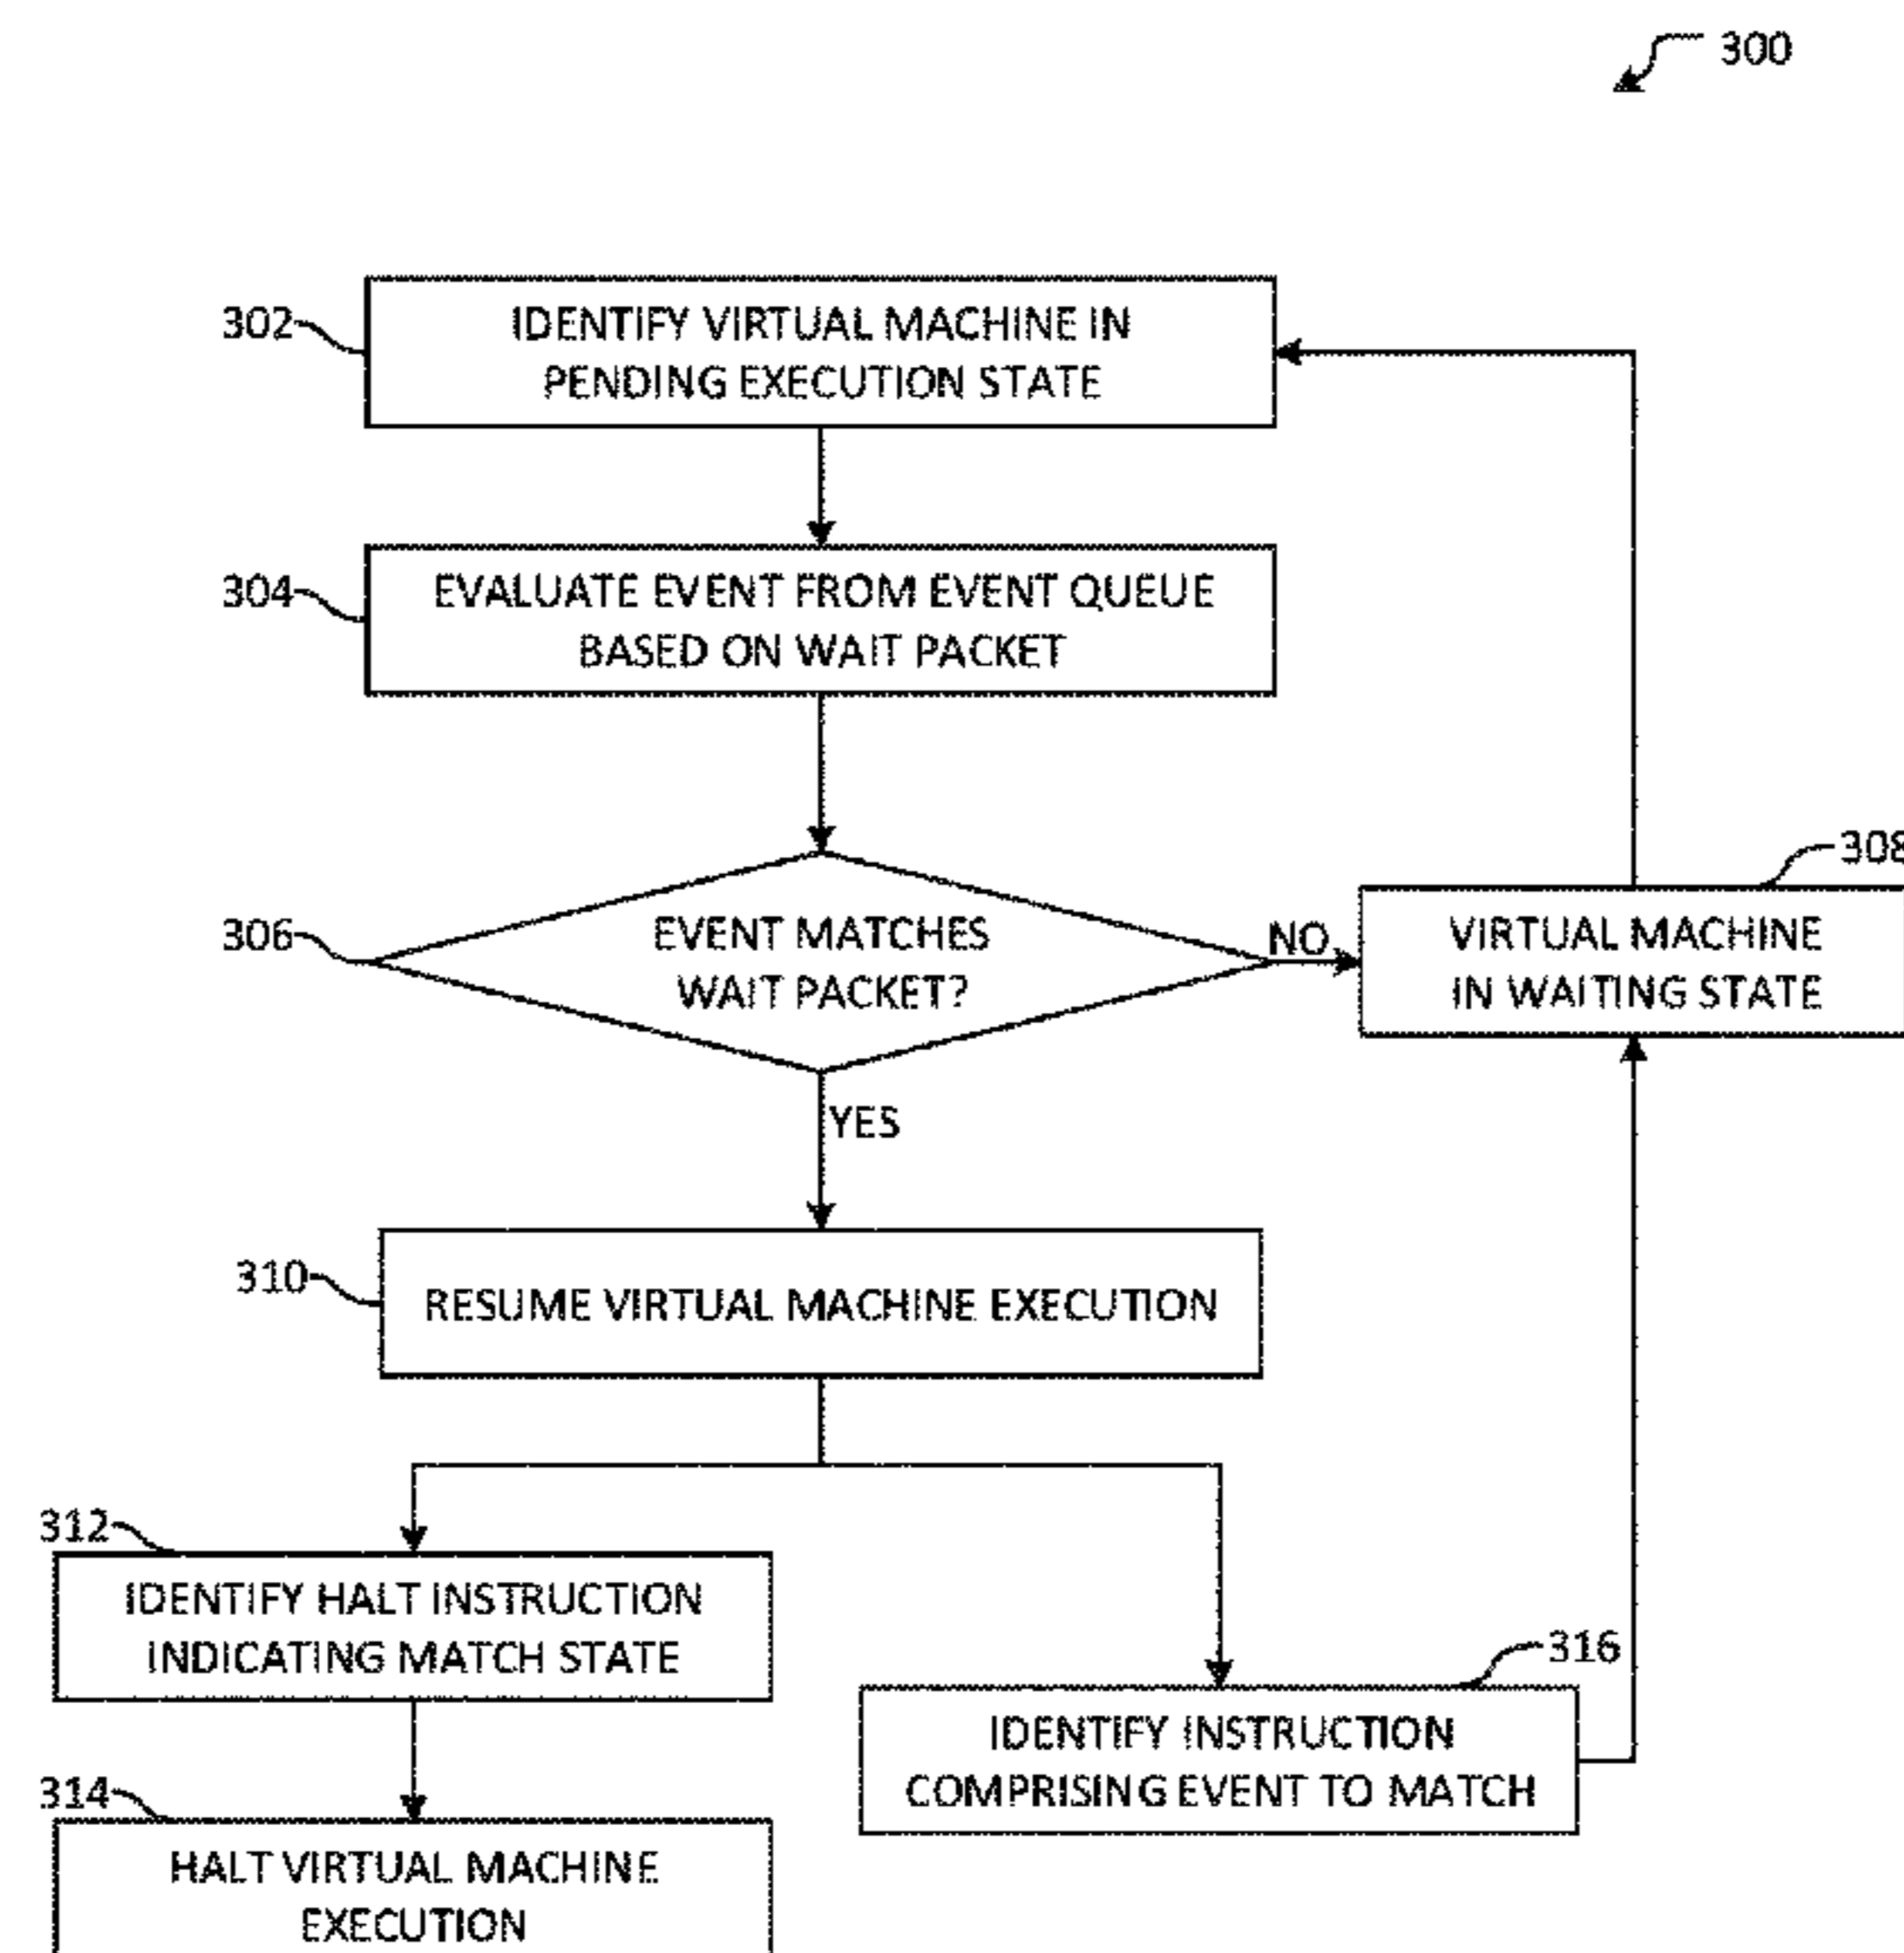 300
302
IDENTIFY VIRTUAL MACHINE IN
PENDING EXECUTION STATE
304
EVALUATE EVENT FROM EVENT QUEUE
BASED ON WAIT PACKET
306
EVENT MATCHES
WAIT PACKET?
NO
308
VIRTUAL MACHINE
IN WAITING STATE
YES
310
RESUME VIRTUAL MACHINE EXECUTION
312
IDENTIFY HALT INSTRUCTION
INDICATING MATCH STATE
316
IDENTIFY INSTRUCTION
COMPRISING EVENT TO MATCH
314
HALT VIRTUAL MACHINE
EXECUTION